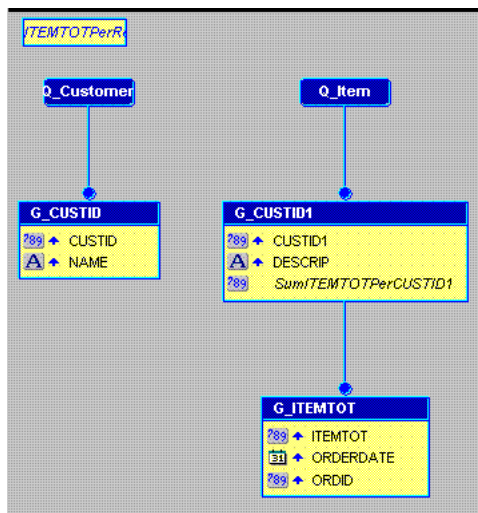 ITEMTOTPerRe
Q_Customer
Q_Item
G_CUSTID
CUSTID
NAME
G_CUSTID1
CUSTID1
DESCRIP
SumITEMTOTPerCUSTID1
G_ITEMTOT
ITEMTOT
ORDERDATE
ORDID